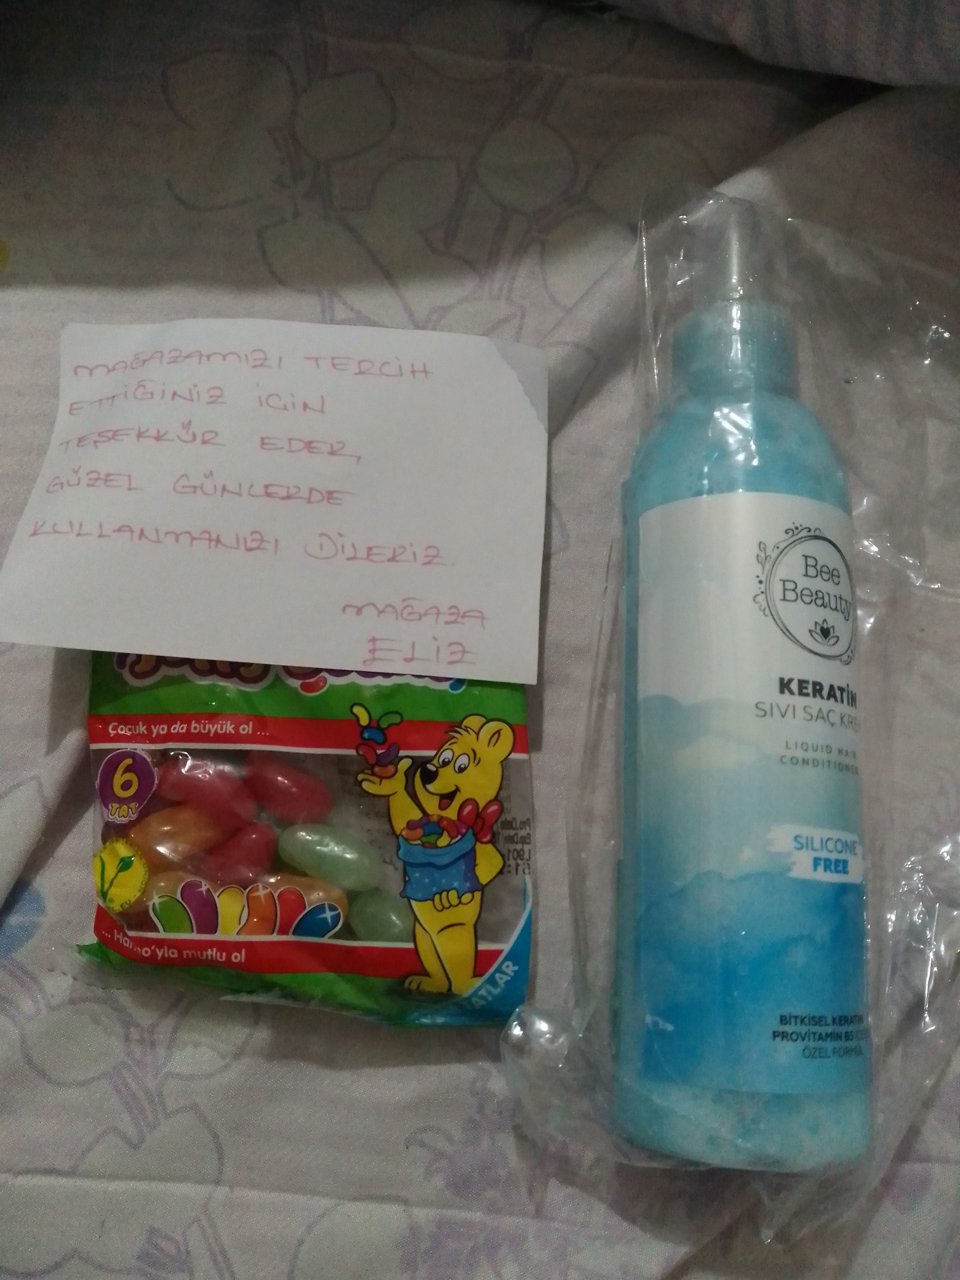 MAĞAZAMIZI TERCİH
ETTİĞİNİZ İÇİN
TEŞEKKÜR EDER,
GÜZEL GÜNLERDE
KULLANMANIZI DİLERİZ.
MAĞAZA
ELİZ
Çocuk ya da büyük ol ...
6
TAT
... Haribo'yla mutlu ol
Bee
Beauty
KERATİN
SIVI SAÇ
LIQUID HAIR
CONDITIONER
SILICONE
FREE
BİTKİSEL KERATİN
PROVİTAMİN B5
ÖZEL